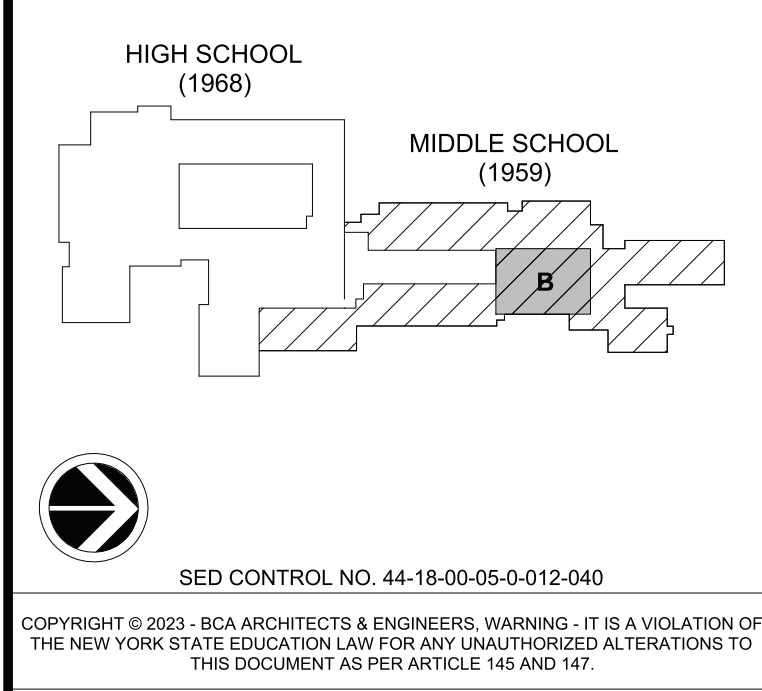 HIGH SCHOOL
(1968)
MIDDLE SCHOOL
(1959)
B
SED CONTROL NO. 44-18-00-05-0-012-040
COPYRIGHT © 2023 - BCA ARCHITECTS & ENGINEERS, WARNING - IT IS A VIOLATION OF
THE NEW YORK STATE EDUCATION LAW FOR ANY UNAUTHORIZED ALTERATIONS TO
THIS DOCUMENT AS PER ARTICLE 145 AND 147.